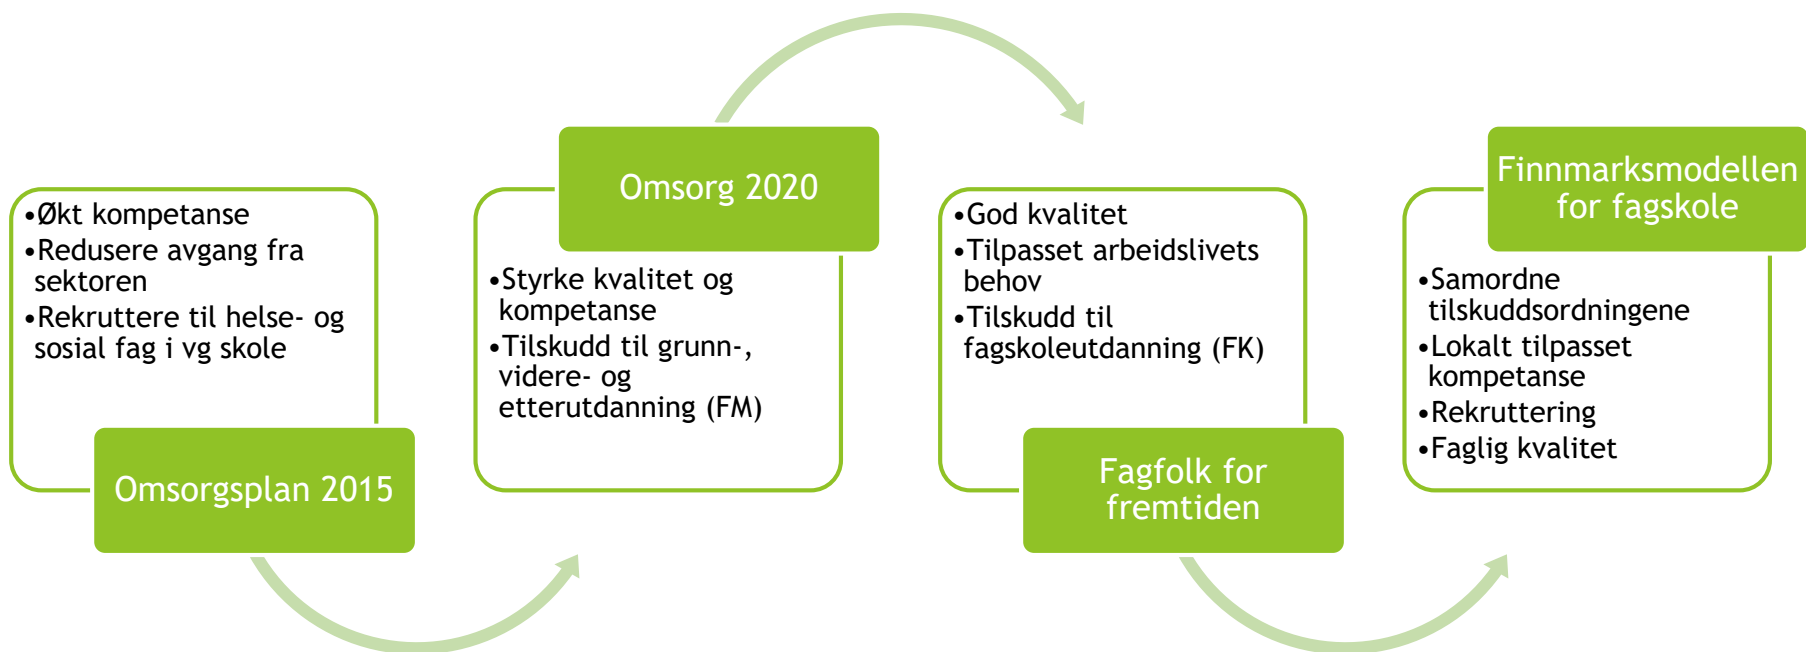 •Økt kompetanse
•Redusere avgang fra
sektoren
•Rekruttere til helse- og
sosial fag i vg skole
Omsorgsplan 2015
Omsorg 2020
•Styrke kvalitet og
kompetanse
•Tilskudd til grunn-,
videre- og
etterutdanning (FM)
•God kvalitet
•Tilpasset arbeidslivets
behov
•Tilskudd til
fagskoleutdanning (FK)
Fagfolk for
fremtiden
Finnmarksmodellen
for fagskole
•Samordne
tilskuddsordningene
•Lokalt tilpasset
kompetanse
•Rekruttering
•Faglig kvalitet